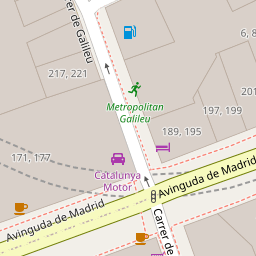 rer de Galileu
6, 8
217, 221
201
Metropolitan
Galileu
197, 199
189, 195
171, 177
Catalunya
Motor
Avinguda de Madrid
Avinguda de Madrid
Carrer de